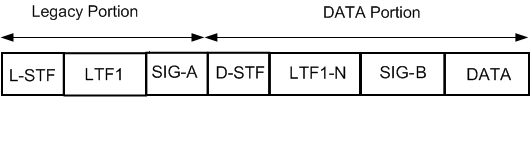 Legacy Portion DATA Portion
L-STF LTF1 SIG-A D-STF LTF1-N SIG-B DATA